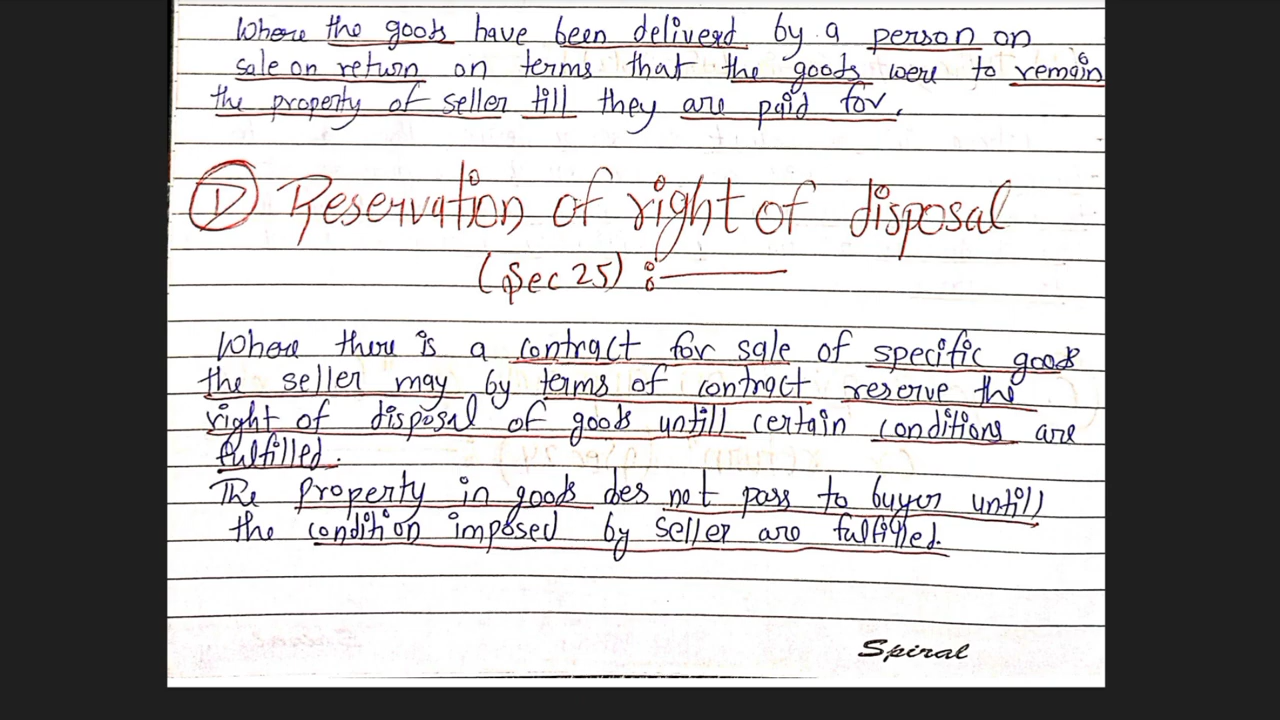 Where the goods have been deliverd by a person on
sale on return on terms that the goods were to remain
the property of seller till they are paid for.
D Reservation of right of disposal
(Sec 25) :-
Where there is a contract for sale of specific goods
the seller may by terms of contract reserve the
right of disposal of goods untill certain conditions are
fulfilled.
The property in goods des not pass to buyer untill
the condition imposed by seller are fulfilled.
Spiral